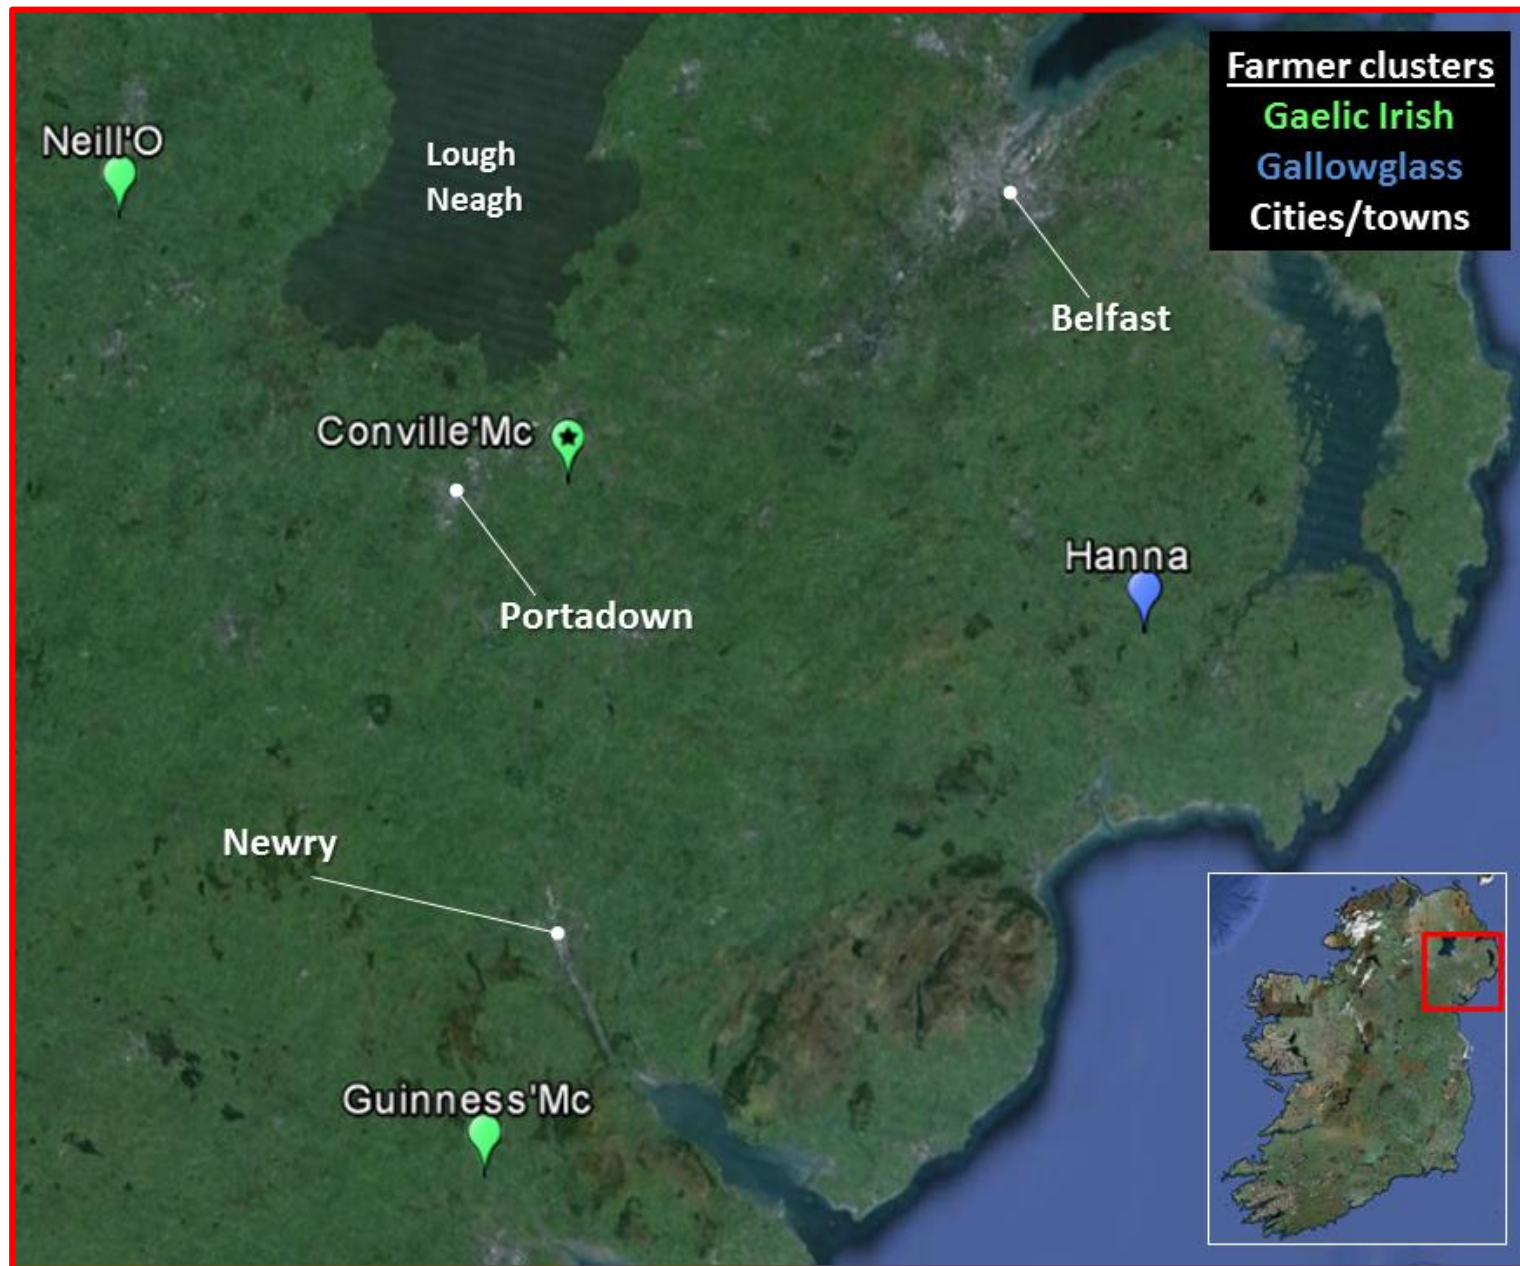 Farmer clusters
Gaelic Irish
Gallowglass
Cities/towns
Neill'O
Lough
Neagh
Belfast
Conville'Mc
Portadown
Hanna
Newry
Guinness'Mc